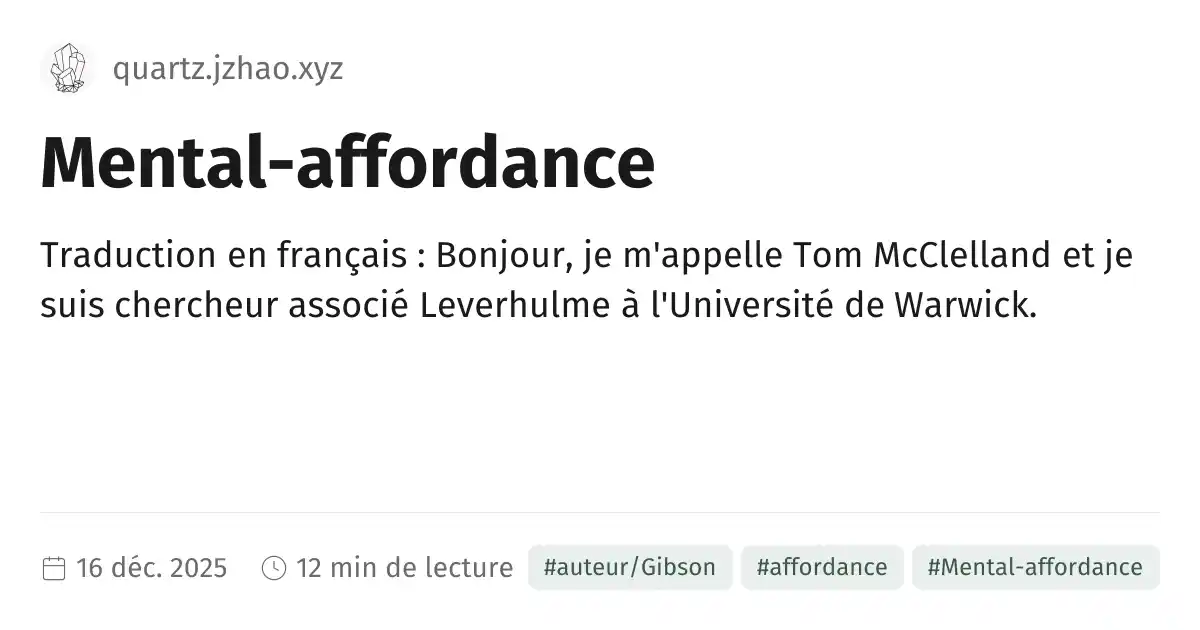 quartz.jzhao.xyz
Mental-affordance
Traduction en français : Bonjour, je m'appelle Tom McClelland et je
suis chercheur associé Leverhulme à l'Université de Warwick.
16 déc. 2025 12 min de lecture #auteur/Gibson #affordance #Mental-affordance